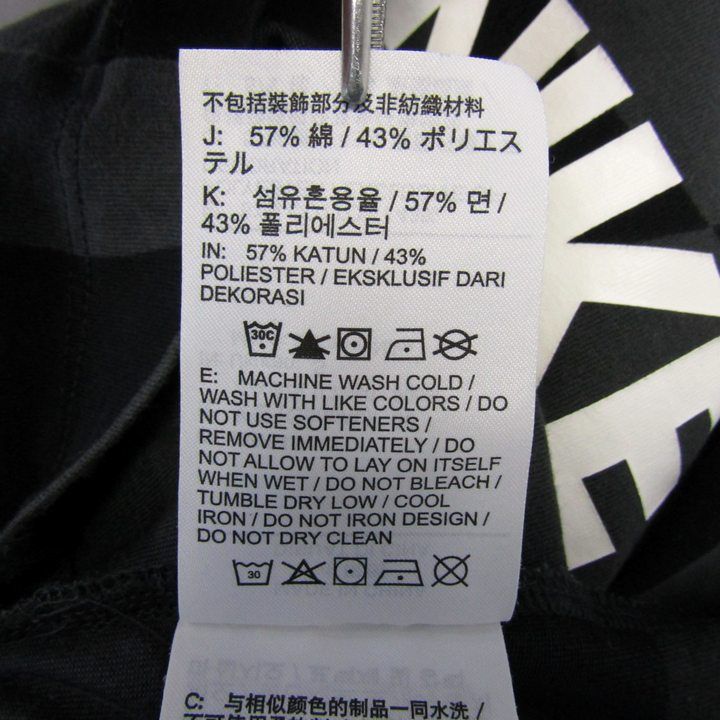 不包括裝飾部分及非紡織材料
J: 57% 綿 / 43% ポリエス
テル
K: 섬유혼용율 / 57% 면 /
43% 폴리에스터
IN: 57% KATUN / 43%
POLIESTER / EKSKLUSIF DARI
DEKORASI
30C
E: MACHINE WASH COLD /
WASH WITH LIKE COLORS / DO
NOT USE SOFTENERS /
REMOVE IMMEDIATELY / DO
NOT ALLOW TO LAY ON ITSELF
WHEN WET / DO NOT BLEACH /
TUMBLE DRY LOW / COOL
IRON / DO NOT IRON DESIGN /
DO NOT DRY CLEAN
30
C: 与相似颜色的制品一同水洗 /